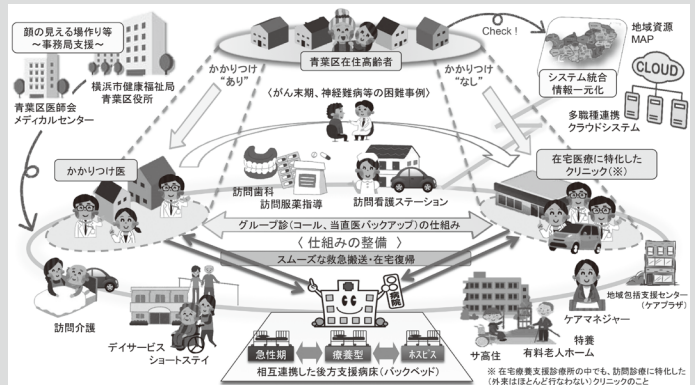 顔の見える場作り等
～事務局支援～
横浜市健康福祉局
青葉区役所
青葉区医師会
メディカルセンター
青葉区在住高齢者
Check!
地域資源
MAP
CLOUD
システム統合
情報一元化
多職種連携
クラウドシステム
かかりつけ
“あり”
かかりつけ
“なし”
〈がん末期、神経難病等の困難事例〉
かかりつけ医
訪問歯科
訪問服薬指導
訪問看護ステーション
在宅医療に特化した
クリニック(※)
グループ診(コール、当直医バックアップ)の仕組み
〈 仕組みの整備 〉
スムーズな救急搬送・在宅復帰
訪問介護
デイサービス
ショートステイ
病院
急性期
療養型
ホスピス
相互連携した後方支援病床(バックベッド)
ケアマネジャー
地域包括支援センター
(ケアプラザ)
サ高住
特養
有料老人ホーム
※ 在宅療養支援診療所の中でも、訪問診療に特化した
(外来はほとんど行なわない)クリニックのこと